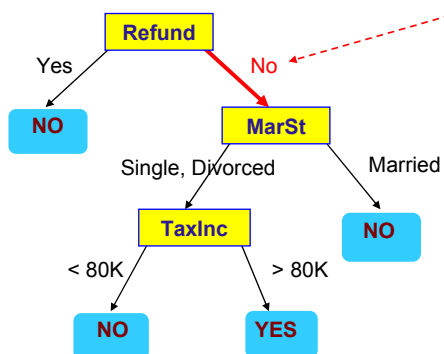 Refund
Yes
No
NO
MarSt
Single, Divorced
Married
TaxInc
NO
< 80K
> 80K
NO
YES